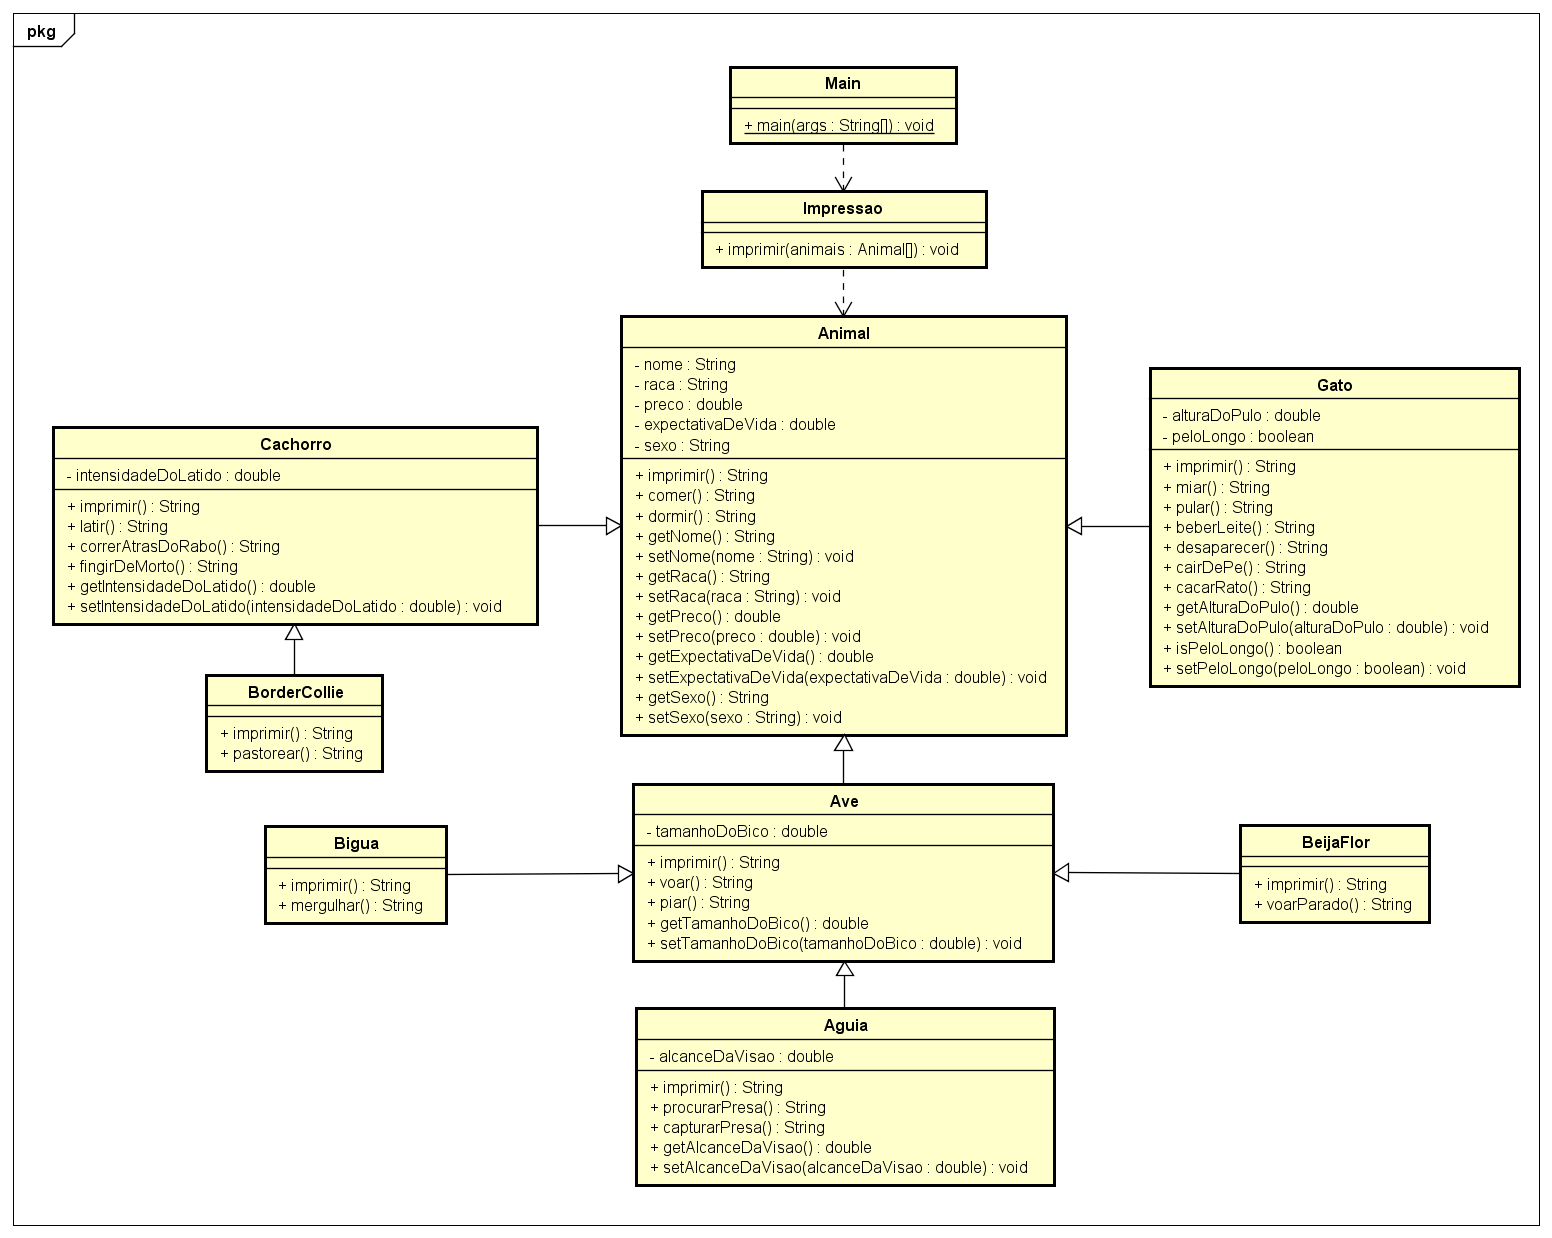 pkg
Main
+ main(args : String[]) : void
Impressao
+ imprimir(animais : Animal[]) : void
Animal
- nome : String
- raca : String
- preco : double
- expectativaDeVida : double
- sexo : String
+ imprimir() : String
+ comer() : String
+ dormir() : String
+ getNome() : String
+ setNome(nome : String) : void
+ getRaca() : String
+ setRaca(raca : String) : void
+ getPreco() : double
+ setPreco(preco : double) : void
+ getExpectativaDeVida() : double
+ setExpectativaDeVida(expectativaDeVida : double) : void
+ getSexo() : String
+ setSexo(sexo : String) : void
Gato
- alturaDoPulo : double
- peloLongo : boolean
+ imprimir() : String
+ miar() : String
+ pular() : String
+ beberLeite() : String
+ desaparecer() : String
+ cairDePe() : String
+ cacarRato() : String
+ getAlturaDoPulo() : double
+ setAlturaDoPulo(alturaDoPulo : double) : void
+ isPeloLongo() : boolean
+ setPeloLongo(peloLongo : boolean) : void
Cachorro
- intensidadeDoLatido : double
+ imprimir() : String
+ latir() : String
+ correrAtrasDoRabo() : String
+ fingirDeMorto() : String
+ getIntensidadeDoLatido() : double
+ setIntensidadeDoLatido(intensidadeDoLatido : double) : void
BorderCollie
+ imprimir() : String
+ pastorear() : String
Ave
- tamanhoDoBico : double
+ imprimir() : String
+ voar() : String
+ piar() : String
+ getTamanhoDoBico() : double
+ setTamanhoDoBico(tamanhoDoBico : double) : void
Bigua
+ imprimir() : String
+ mergulhar() : String
BeijaFlor
+ imprimir() : String
+ voarParado() : String
Aguia
- alcanceDaVisao : double
+ imprimir() : String
+ procurarPresa() : String
+ capturarPresa() : String
+ getAlcanceDaVisao() : double
+ setAlcanceDaVisao(alcanceDaVisao : double) : void